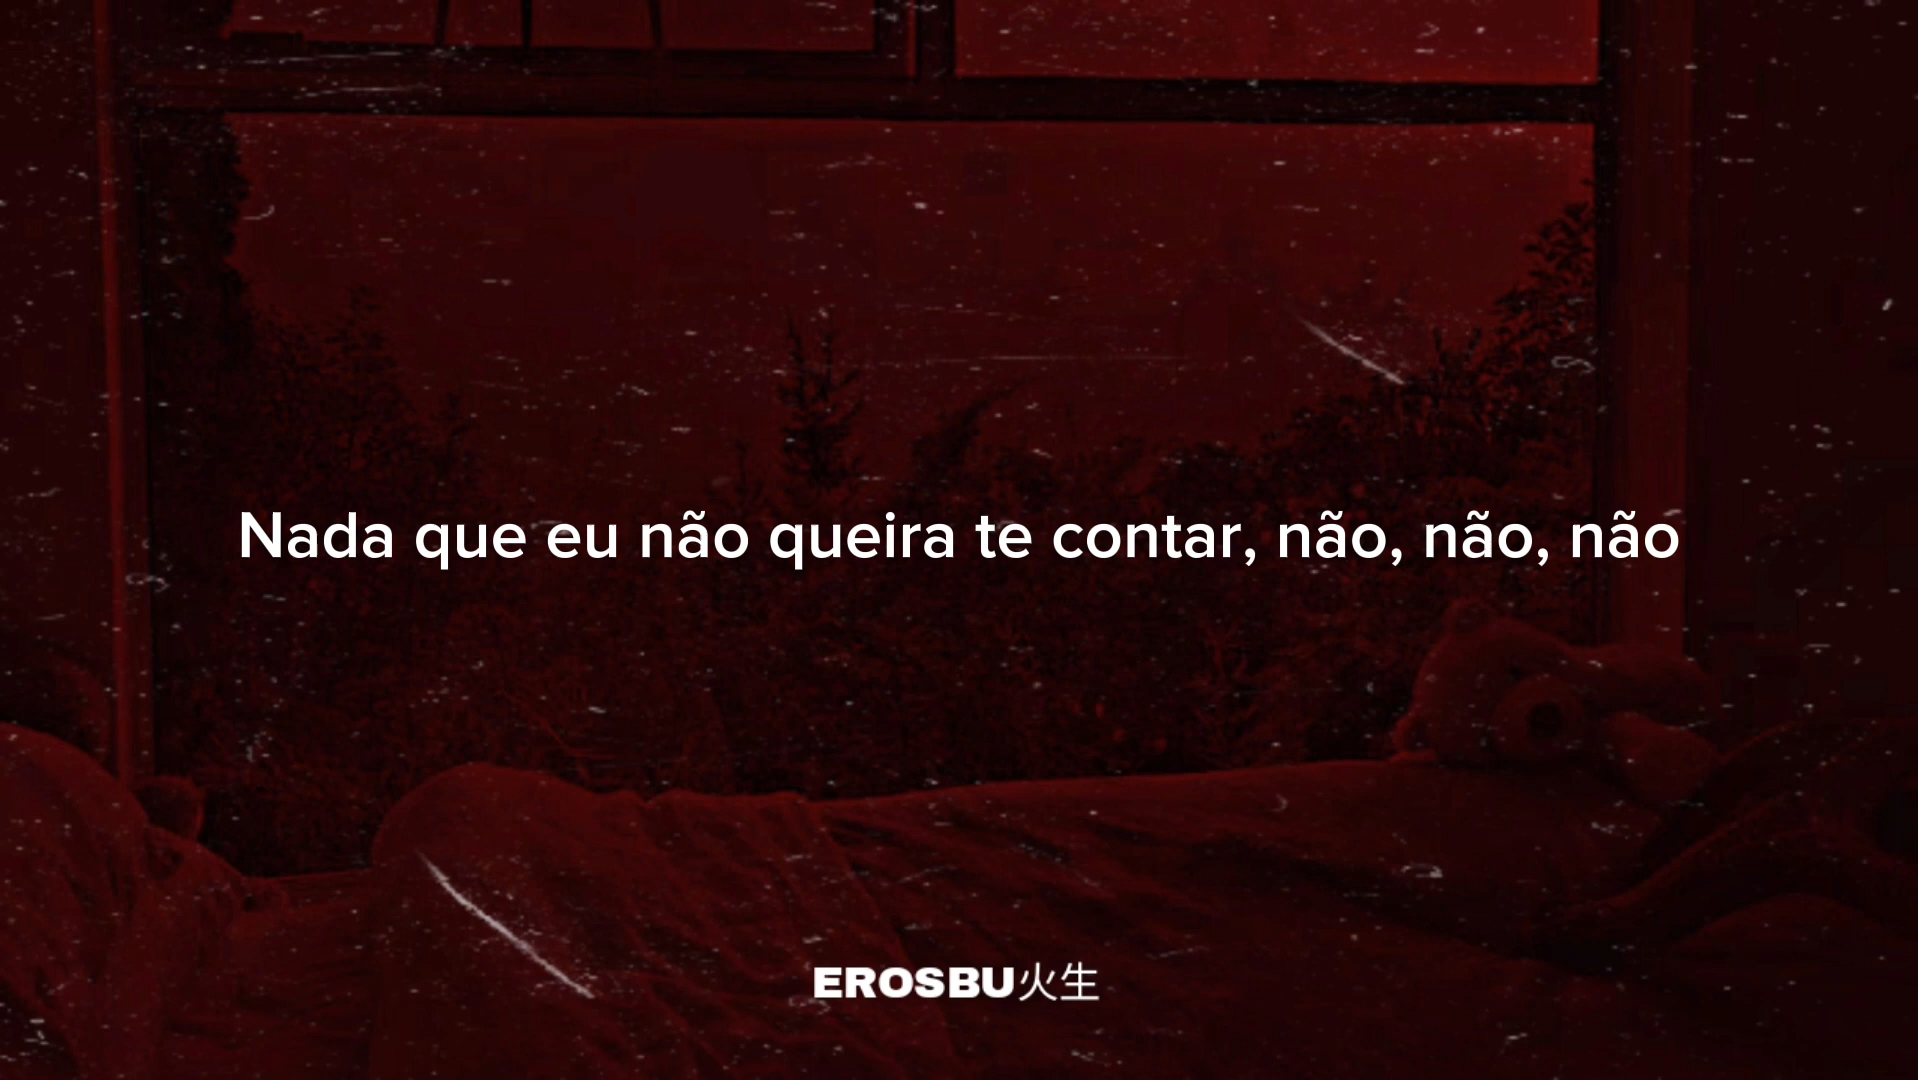 Nada que eu não queira te contar, não, não, não
EROSBU火生